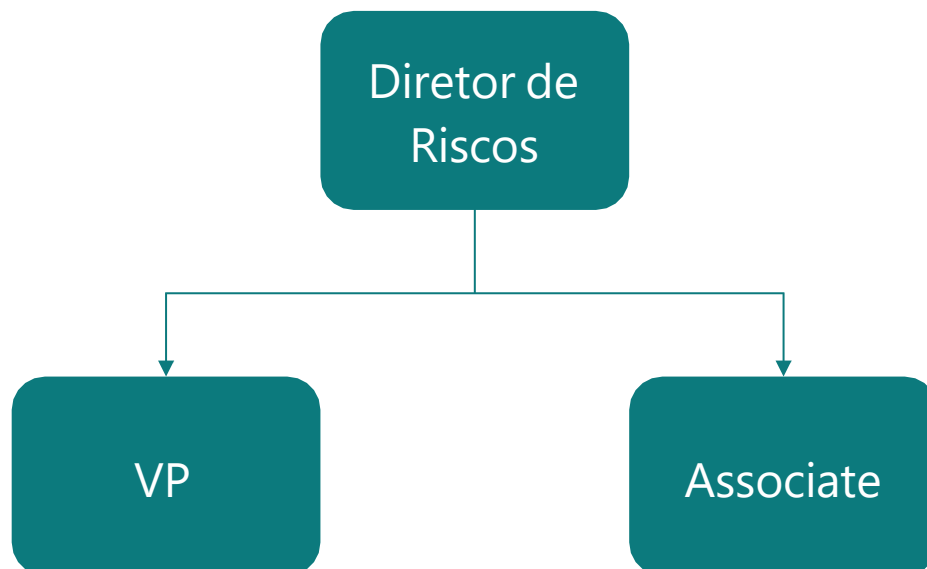 Diretor de
Riscos
VP
Associate